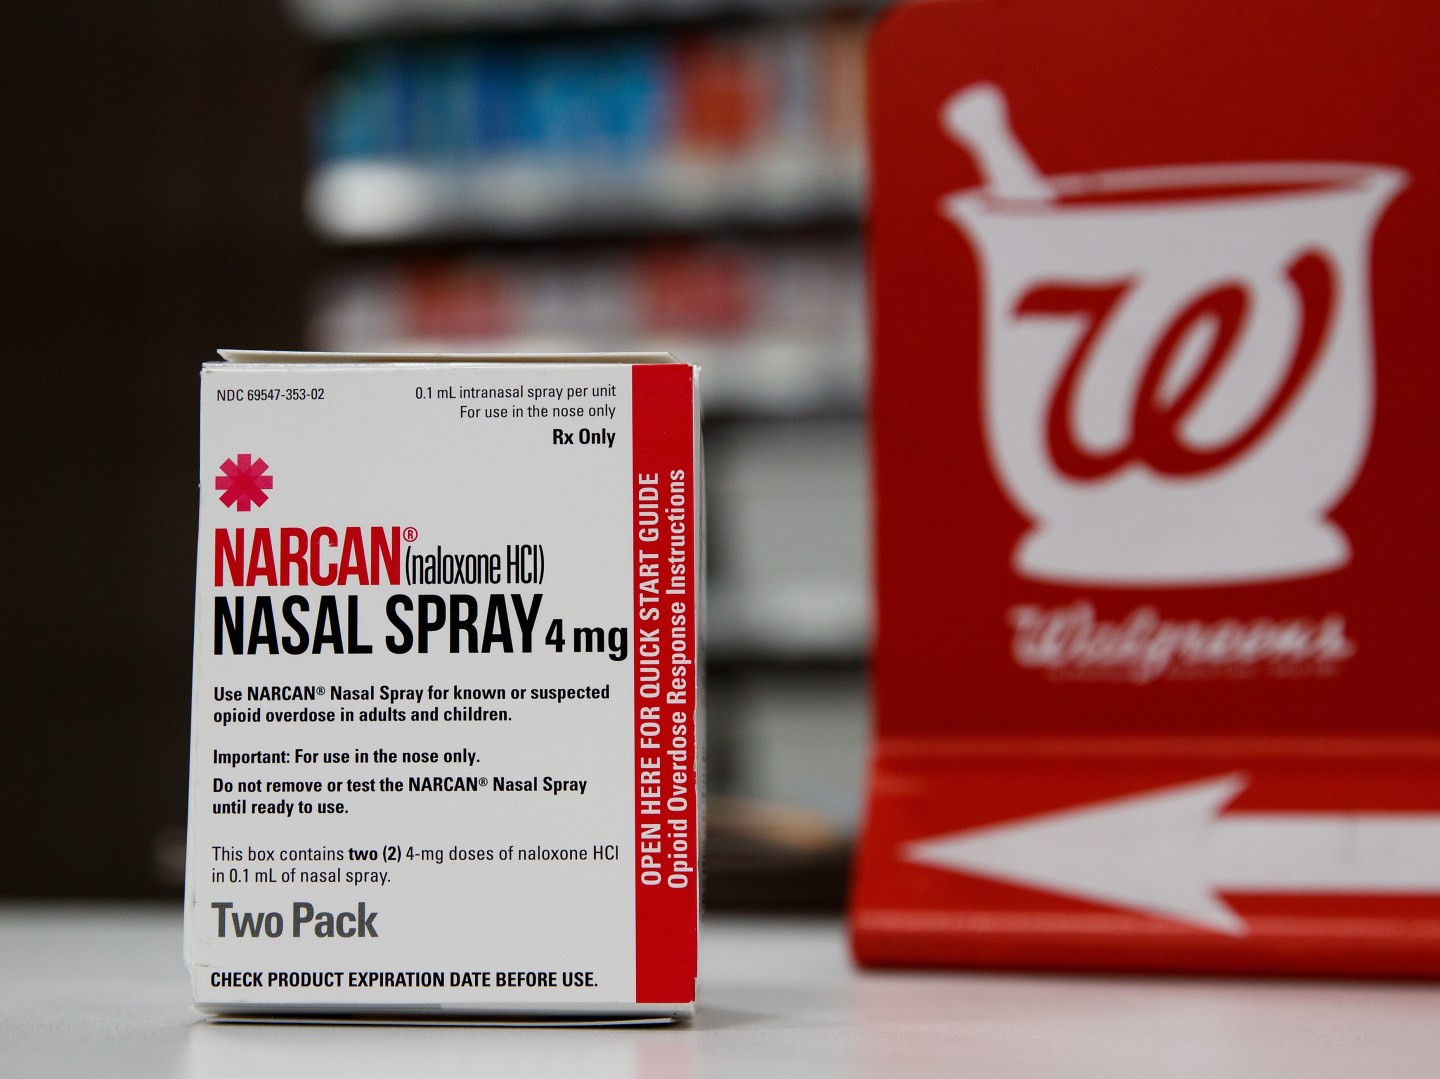 NDC 69547-353-02
0.1 mL intranasal spray per unit
For use in the nose only
Rx Only
NARCAN® (naloxone HCl)
NASAL SPRAY 4 mg
Use NARCAN® Nasal Spray for known or suspected
opioid overdose in adults and children.
Important: For use in the nose only.
Do not remove or test the NARCAN® Nasal Spray
until ready to use.
This box contains two (2) 4-mg doses of naloxone HCl
in 0.1 mL of nasal spray.
Two Pack
CHECK PRODUCT EXPIRATION DATE BEFORE USE.
OPEN HERE FOR QUICK START GUIDE
Opioid Overdose Response Instructions
W
Walgreens